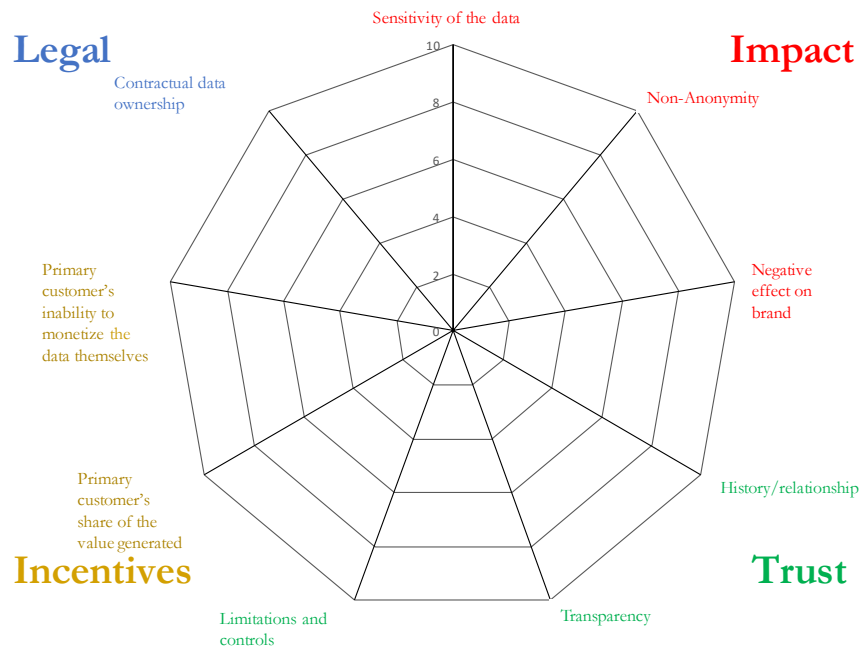 Sensitivity of the data
Legal
Impact
10
Contractual data
ownership
Non-Anonymity
8
6
4
Primary
customer's
inability to
monetize the
data themselves
Negative
effect on
brand
2
0
Primary
customer's
share of the
value generated
History/relationship
Incentives
Trust
Limitations and
controls
Transparency